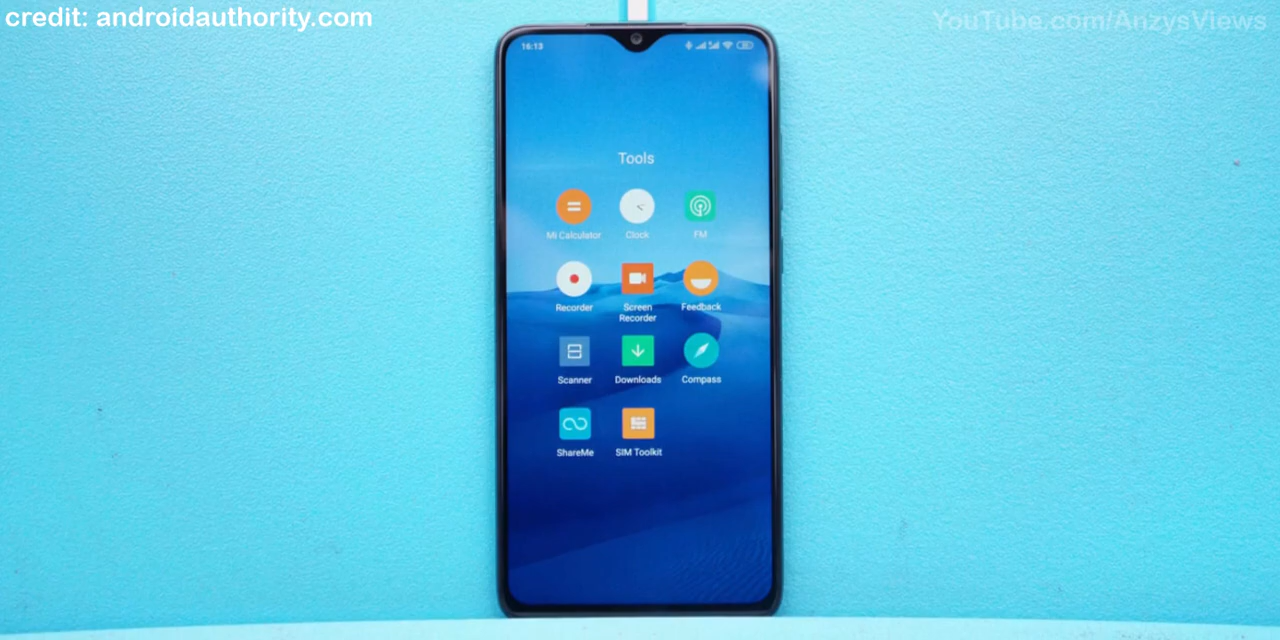 credit: androidauthority.com
YouTube.com/AnzysViews
16:13
Tools
Mi Calculator
Clock
FM
Recorder
Screen
Recorder
Feedback
Scanner
Downloads
Compass
ShareMe
SIM Toolkit